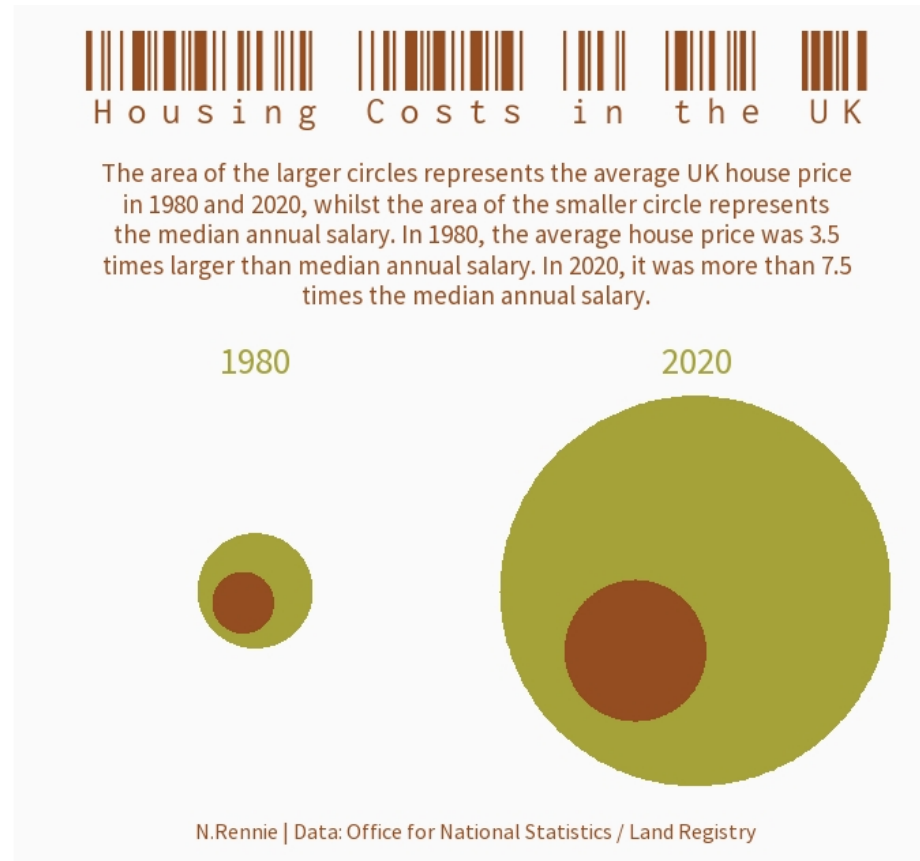 Housing Costs in the UK
The area of the larger circles represents the average UK house price
in 1980 and 2020, whilst the area of the smaller circle represents
the median annual salary. In 1980, the average house price was 3.5
times larger than median annual salary. In 2020, it was more than 7.5
times the median annual salary.
1980
2020
N.Rennie | Data: Office for National Statistics / Land Registry